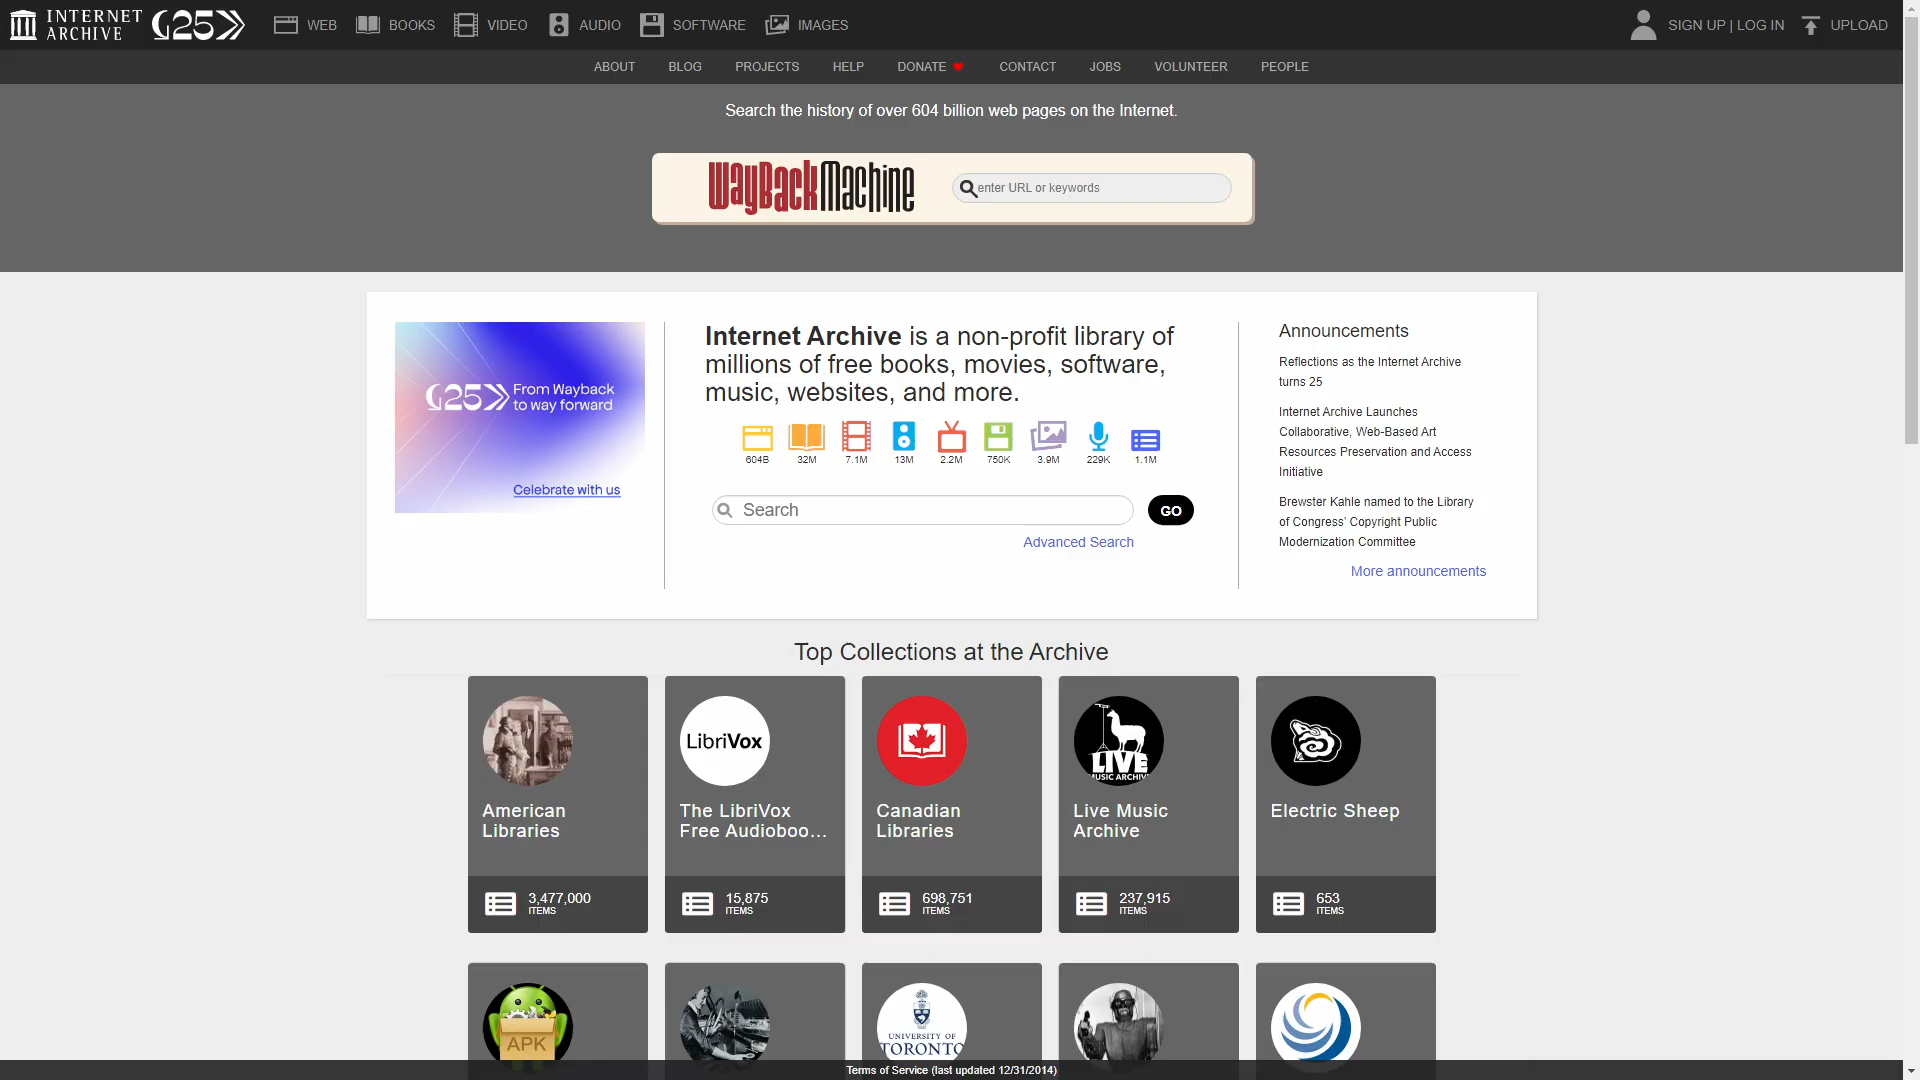 INTERNET
ARCHIVE
25
WEB
BOOKS
VIDEO
AUDIO
SOFTWARE
IMAGES
SIGN UP | LOG IN
UPLOAD
ABOUT
BLOG
PROJECTS
HELP
DONATE
CONTACT
JOBS
VOLUNTEER
PEOPLE
Search the history of over 604 billion web pages on the Internet.
WayBackMachine
enter URL or keywords
25
From Wayback
to way forward
Celebrate with us
Internet Archive is a non-profit library of
millions of free books, movies, software,
music, websites, and more.
604B
32M
7.1M
13M
2.2M
750K
3.9M
229K
1.1M
Search
GO
Advanced Search
Announcements
Reflections as the Internet Archive
turns 25
Internet Archive Launches
Collaborative, Web-Based Art
Resources Preservation and Access
Initiative
Brewster Kahle named to the Library
of Congress’ Copyright Public
Modernization Committee
More announcements
Top Collections at the Archive
American
Libraries
3,477,000
ITEMS
LibriVox
The LibriVox
Free Audioboo…
15,875
ITEMS
Canadian
Libraries
698,751
ITEMS
LIVE
MUSIC ARCHIVE
Live Music
Archive
237,915
ITEMS
Electric Sheep
653
ITEMS
APK
UNIVERSITY OF
TORONTO
Terms of Service (last updated 12/31/2014)